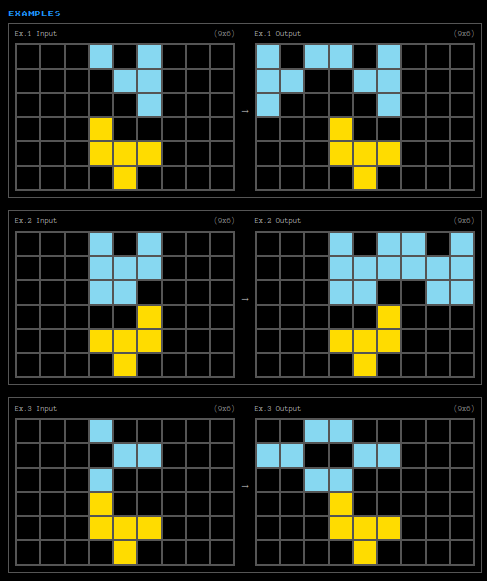 EXAMPLES
Ex.1 Input (9x6) Ex.1 Output (9x6)
→
Ex.2 Input (9x6) Ex.2 Output (9x6)
→
Ex.3 Input (9x6) Ex.3 Output (9x6)
→